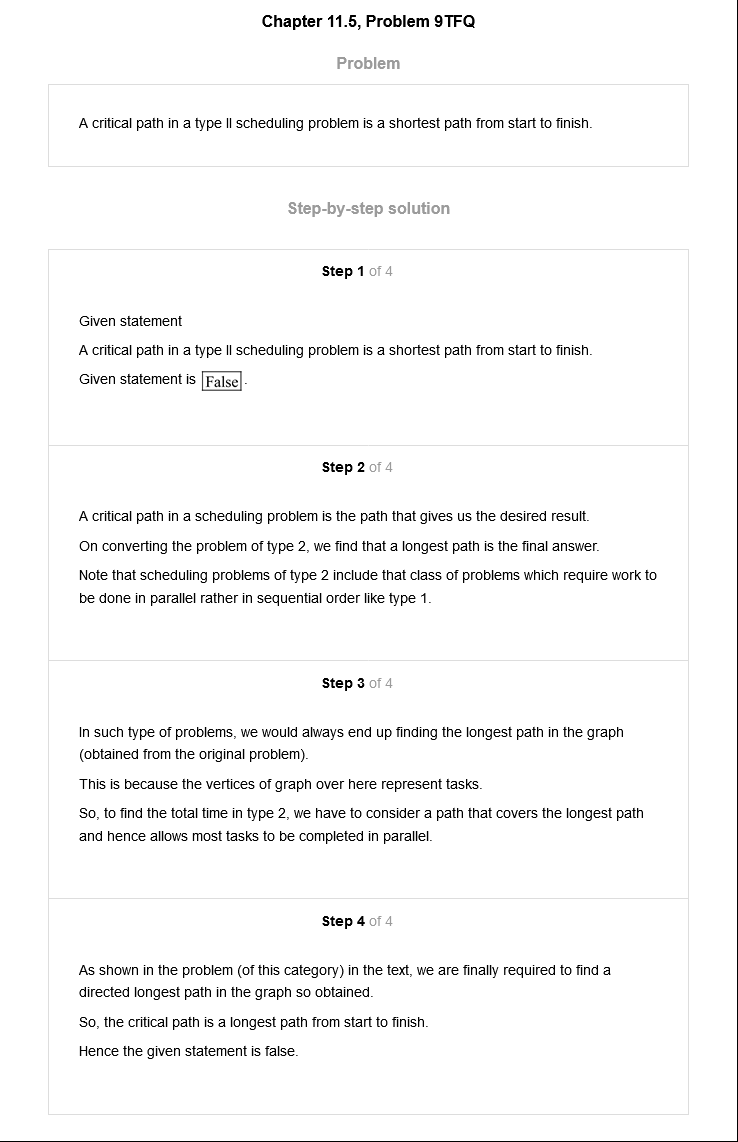 Chapter 11.5, Problem 9TFQ
Problem
A critical path in a type II scheduling problem is a shortest path from start to finish.
Step-by-step solution
Step 1 of 4
Given statement
A critical path in a type II scheduling problem is a shortest path from start to finish.
Given statement is False.
Step 2 of 4
A critical path in a scheduling problem is the path that gives us the desired result.
On converting the problem of type 2, we find that a longest path is the final answer.
Note that scheduling problems of type 2 include that class of problems which require work to
be done in parallel rather in sequential order like type 1.
Step 3 of 4
In such type of problems, we would always end up finding the longest path in the graph
(obtained from the original problem).
This is because the vertices of graph over here represent tasks.
So, to find the total time in type 2, we have to consider a path that covers the longest path
and hence allows most tasks to be completed in parallel.
Step 4 of 4
As shown in the problem (of this category) in the text, we are finally required to find a
directed longest path in the graph so obtained.
So, the critical path is a longest path from start to finish.
Hence the given statement is false.